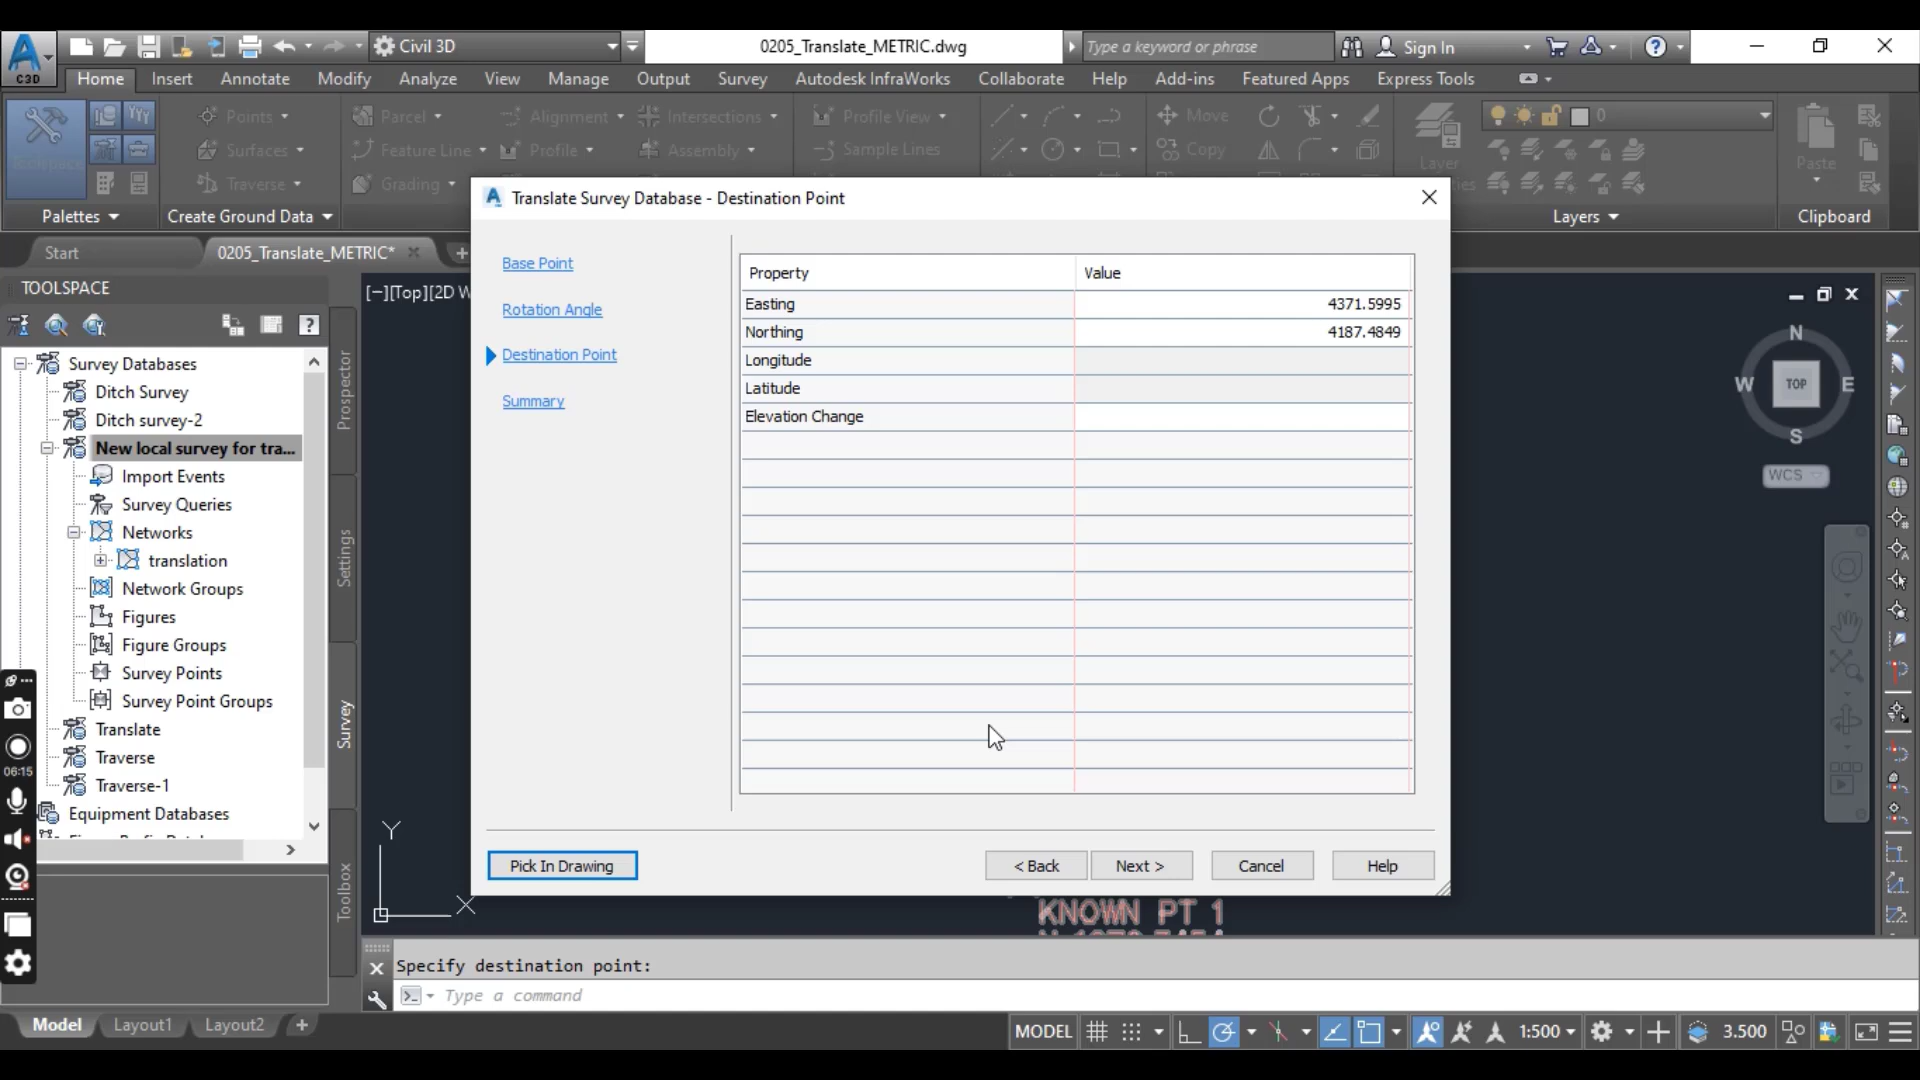 C3D
Civil 3D
0205_Translate_METRIC.dwg
Type a keyword or phrase
Sign In
Home Insert Annotate Modify Analyze View Manage Output Survey Autodesk InfraWorks Collaborate Help Add-ins Featured Apps Express Tools
Points Parcel Alignment Intersections Profile View Move 0
Surfaces Feature Line Profile Assembly Sample Lines Copy Layer Paste
Traverse Grading
Palettes Create Ground Data Layers Clipboard
Start 0205_Translate_METRIC*
TOOLSPACE
[−][Top][2D W
Prospector
Settings
Survey
Toolbox
Survey Databases
Ditch Survey
Ditch survey-2
New local survey for tra...
Import Events
Survey Queries
Networks
translation
Network Groups
Figures
Figure Groups
Survey Points
Survey Point Groups
Translate
Traverse
Traverse-1
Equipment Databases
06:15
Translate Survey Database - Destination Point
Base Point
Rotation Angle
Destination Point
Summary
Property Value
Easting 4371.5995
Northing 4187.4849
Longitude
Latitude
Elevation Change
Pick In Drawing < Back Next > Cancel Help
N
W TOP E
S
WCS
Y
X
KNOWN PT 1
Specify destination point:
Type a command
Model Layout1 Layout2 +
MODEL 1:500 3.500